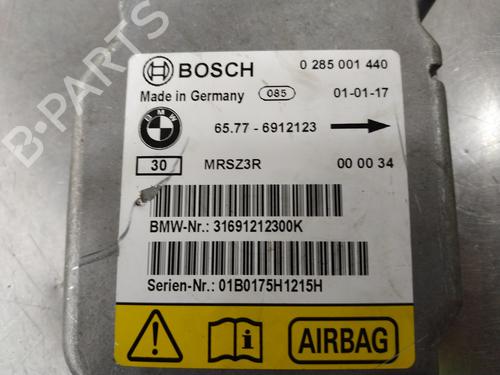 BOSCH 0 285 001 440
Made in Germany 085 01-01-17
BMW 65.77 - 6912123
30 MRSZ3R 00 00 34
BMW-Nr.: 31691212300K
Serien-Nr.: 01B0175H1215H
AIRBAG
B-PARTS